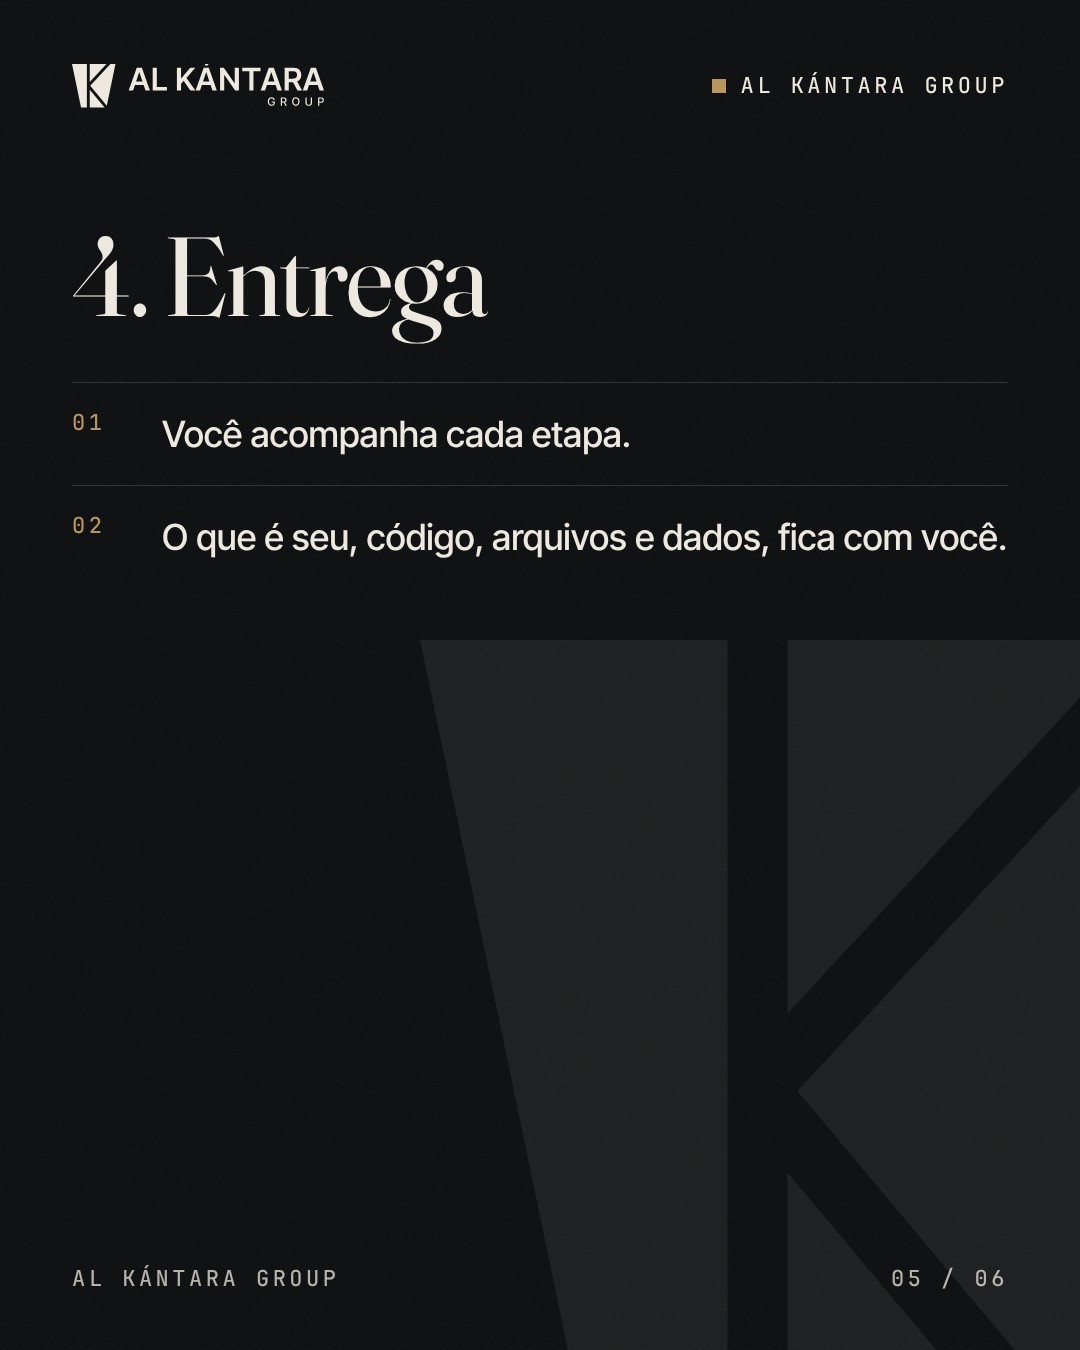 AL KÁNTARA
GROUP
AL KÁNTARA GROUP
4. Entrega
01
Você acompanha cada etapa.
02
O que é seu, código, arquivos e dados, fica com você.
AL KÁNTARA GROUP
05 / 06